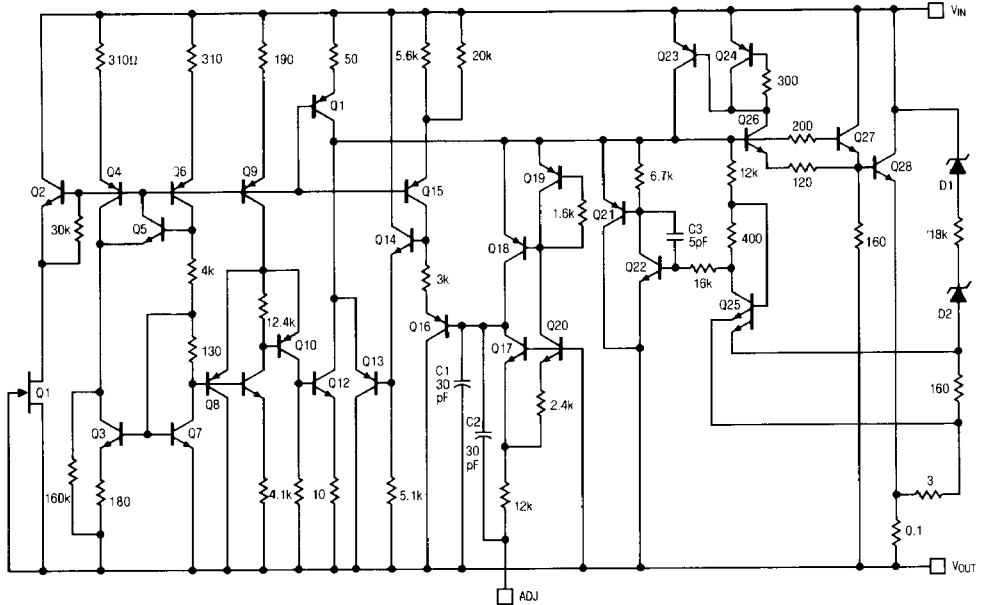 VIN
310Ω
310
190
50
5.6k
20k
Q23
Q24
300
Q1
Q26
200
Q27
Q28
120
12k
D1
Q2
Q4
Q6
Q9
Q15
Q19
6.7k
30k
Q5
Q14
Q18
1.6k
Q21
C3
5pF
400
160
18k
4k
3k
Q22
16k
Q25
D2
12.4k
Q16
Q10
Q17
Q20
130
Q8
Q12
Q13
C1
30
pF
Q1
2.4k
160
C2
30
pF
Q3
Q7
160k
180
4.1k
10
5.1k
12k
3
0.1
VOUT
ADJ